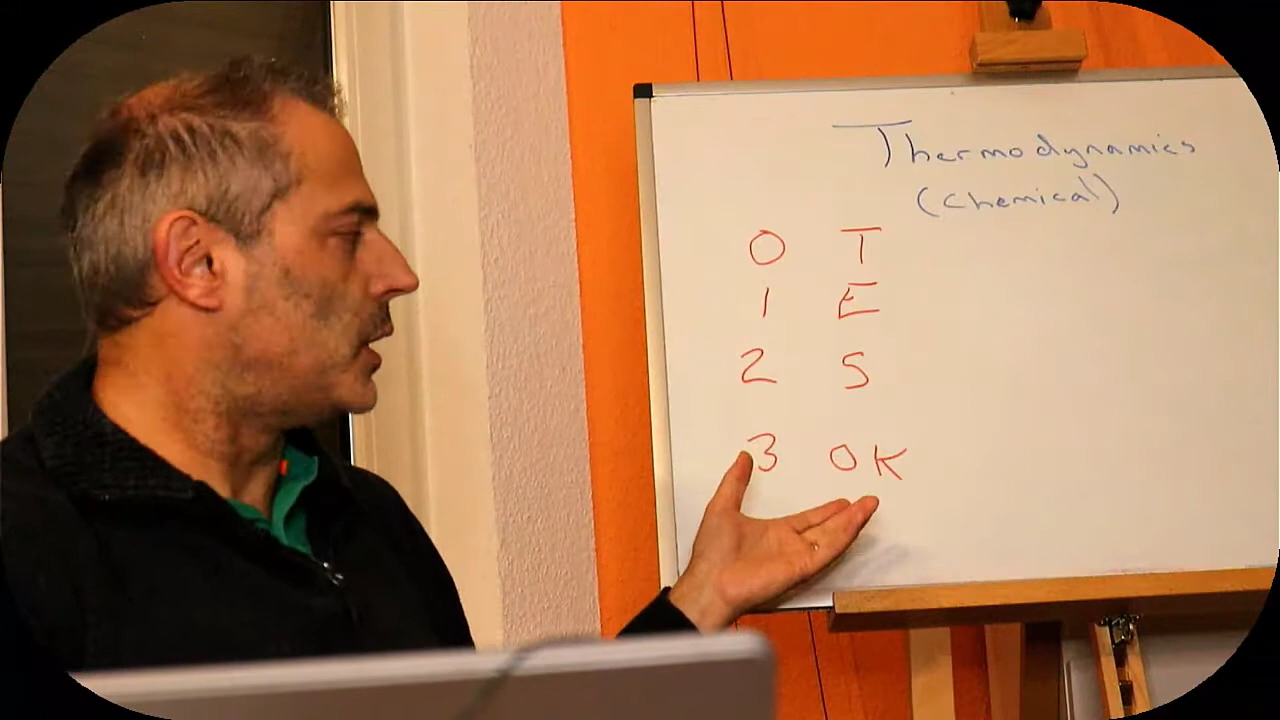 Thermodynamics
(Chemical)
0 T
1 E
2 S
3 0K